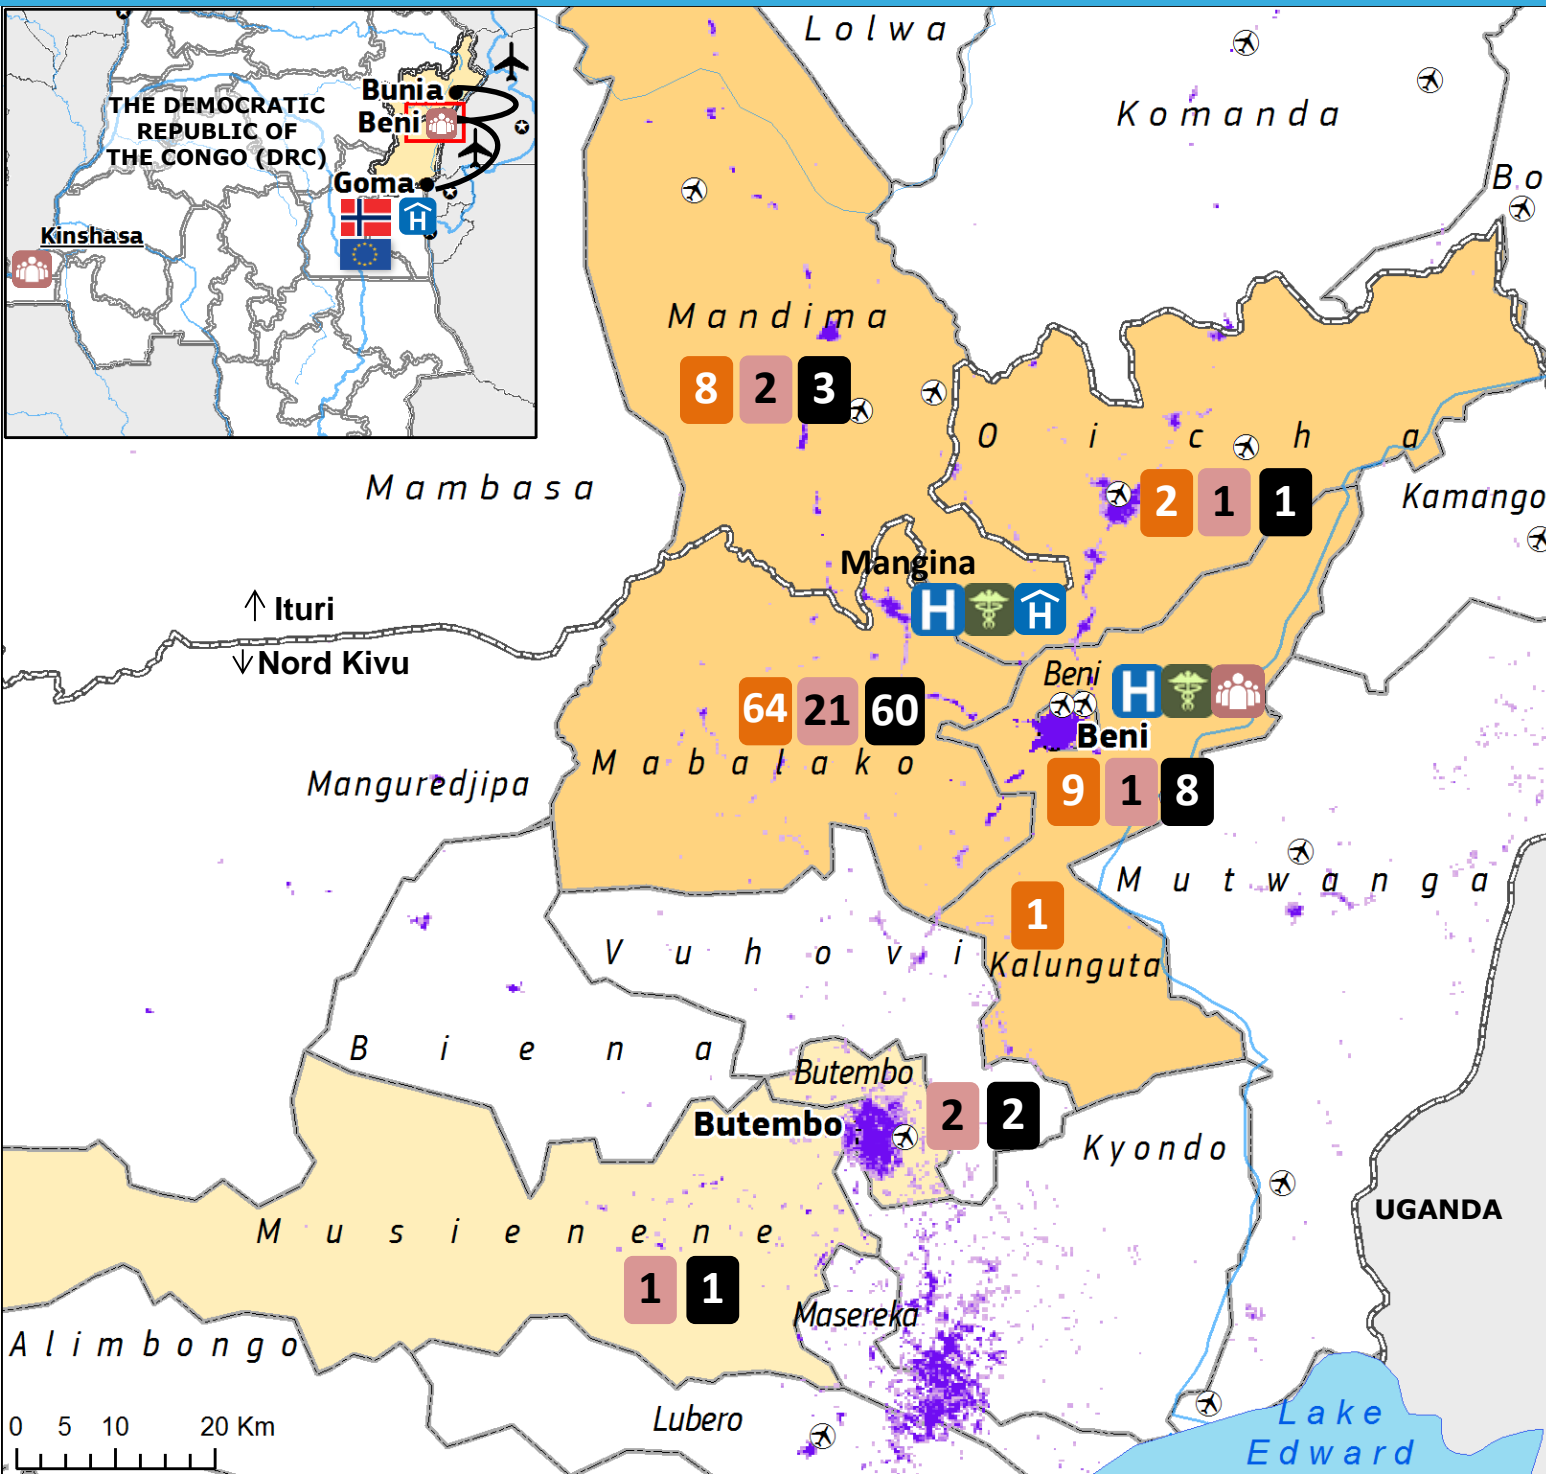 Lolwa
Komanda
Bo
THE DEMOCRATIC
REPUBLIC OF
THE CONGO (DRC)
Bunia
Beni
Goma
H
Kinshasa
Mandima
8 2 3
Oicha
2 1 1
Mambasa
Kamango
Mangina
H H
↑ Ituri
↓ Nord Kivu
Beni
H
Beni
64 21 60
Mabalako
9 1 8
Manguredjipa
Mutwanga
1
Vuhovi
Kalunguta
Biena
Butembo
Butembo
2 2
Kyondo
UGANDA
Musienene
1 1
Masereka
Alimbongo
Lubero
0 5 10 20 Km
Lake
Edward